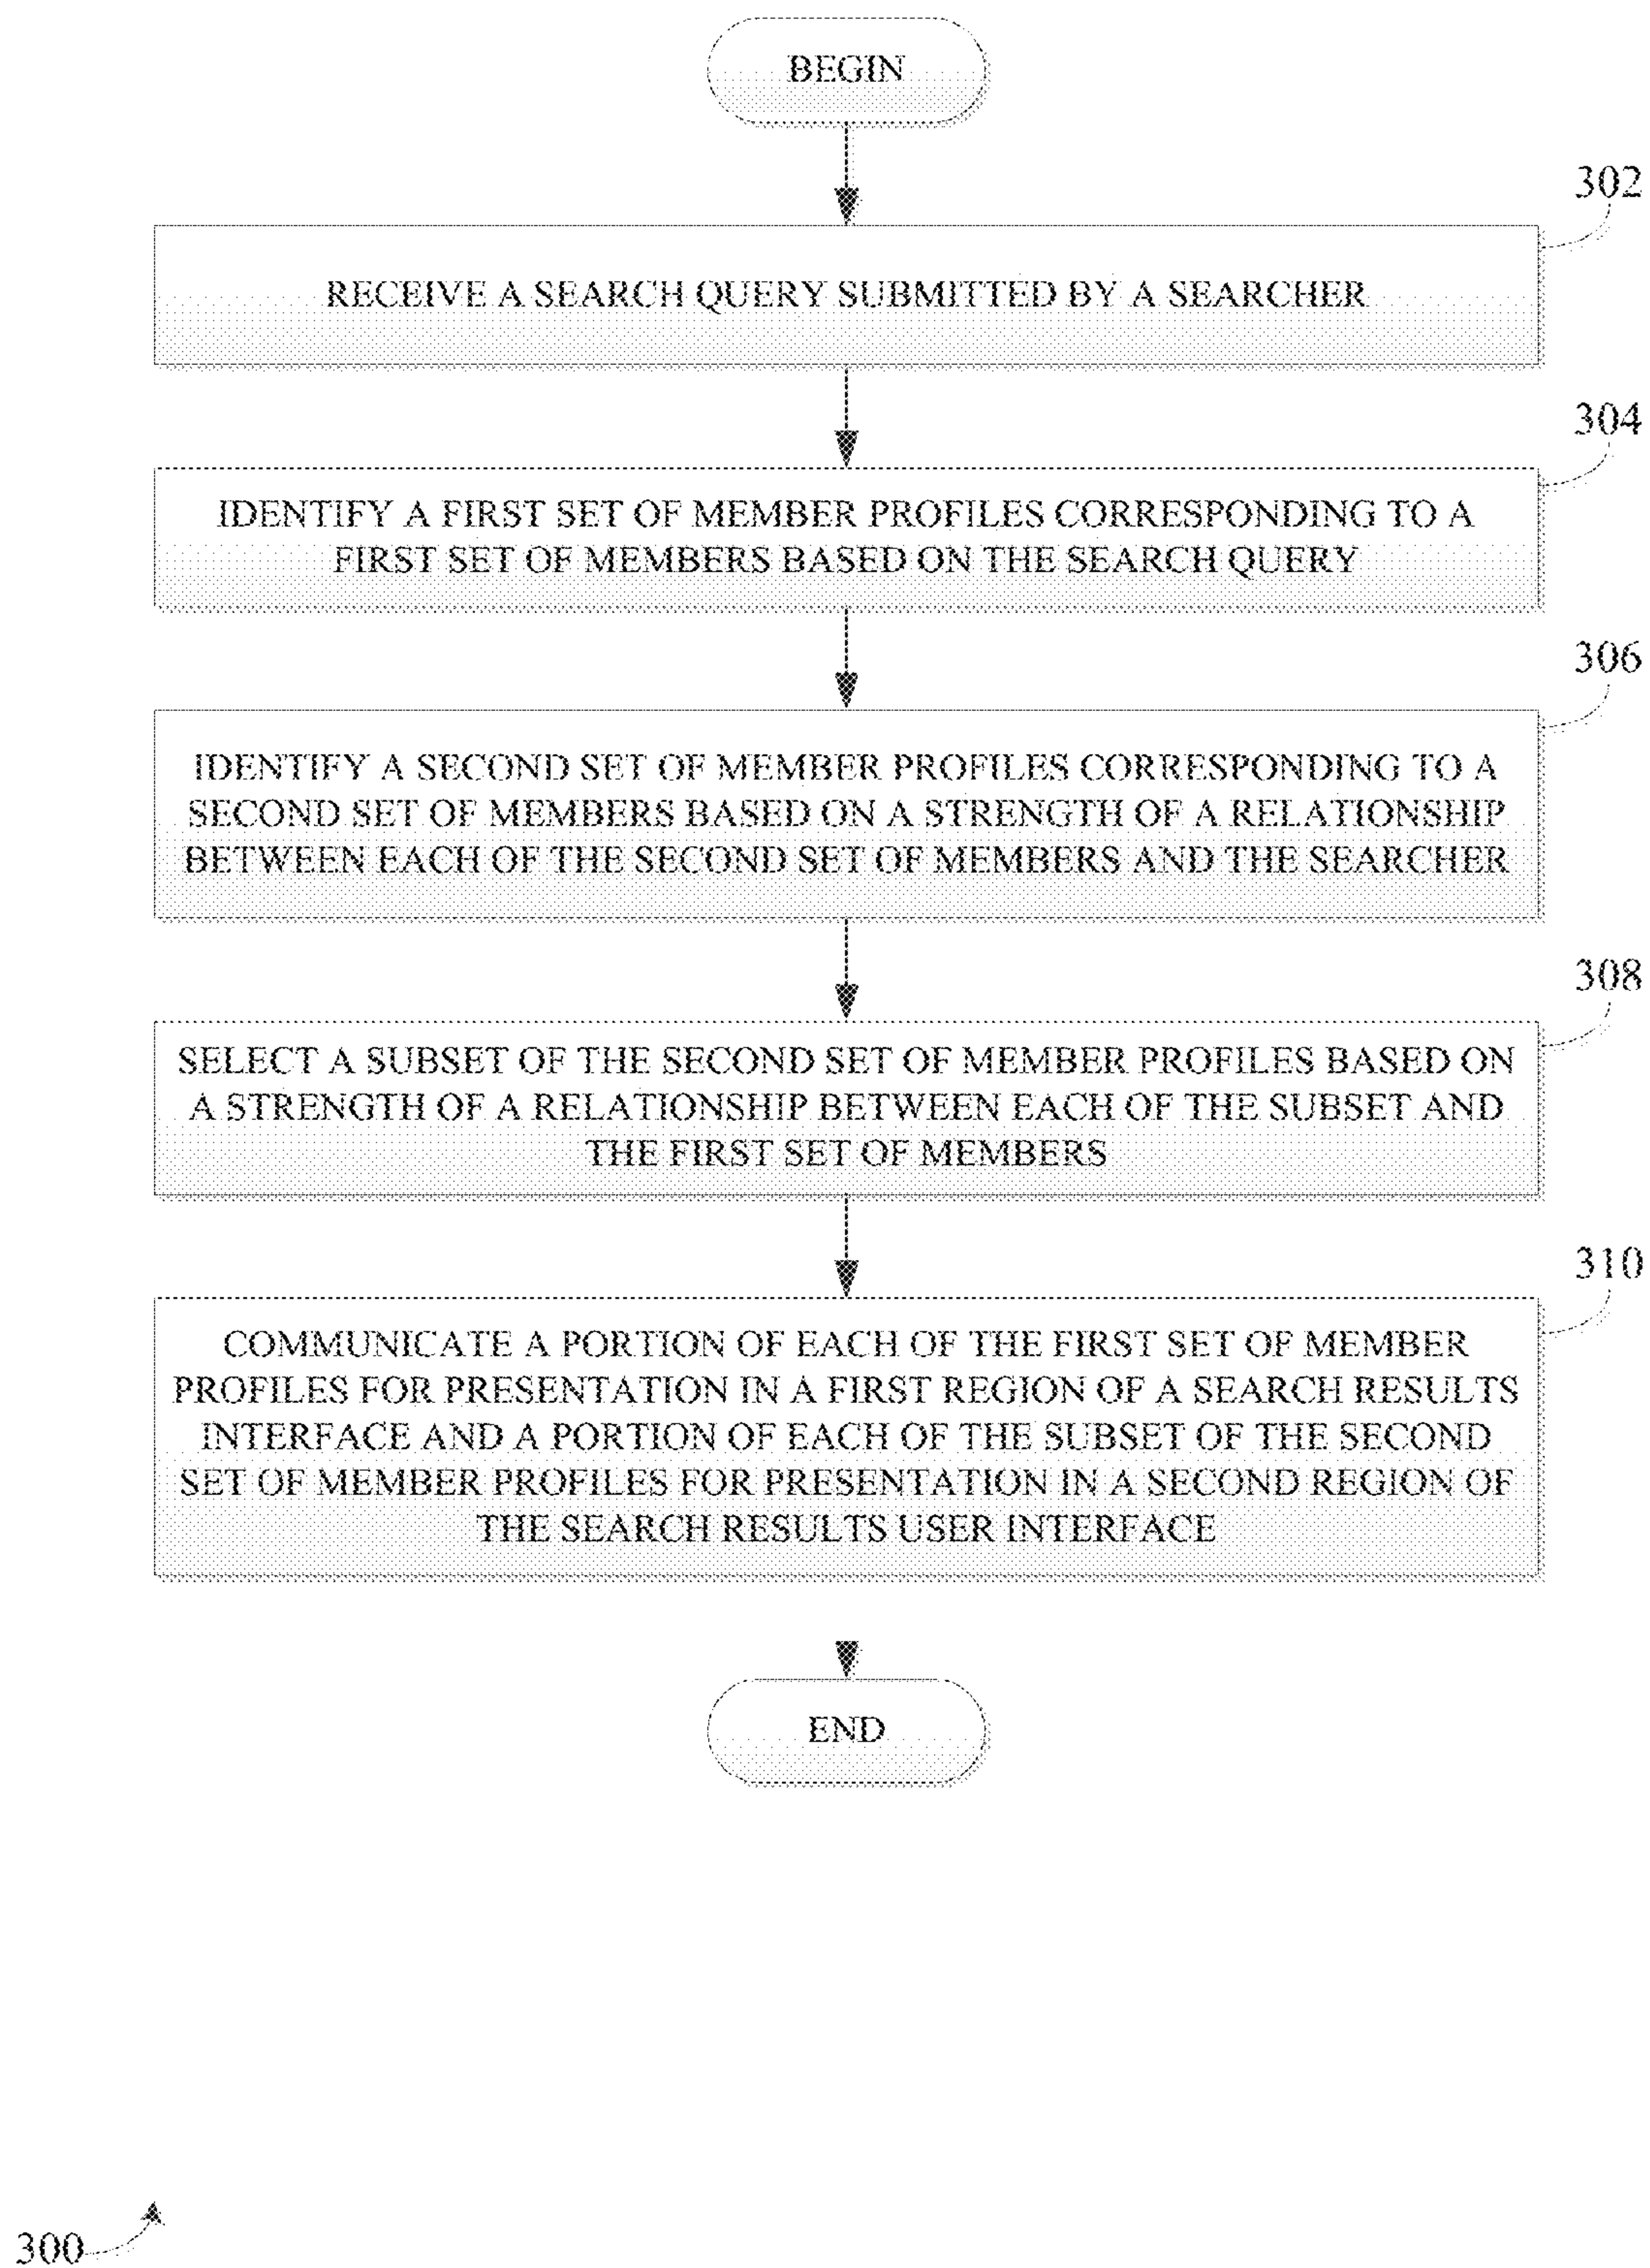 BEGIN
302
RECEIVE A SEARCH QUERY SUBMITTED BY A SEARCHER
304
IDENTIFY A FIRST SET OF MEMBER PROFILES CORRESPONDING TO A
FIRST SET OF MEMBERS BASED ON THE SEARCH QUERY
306
IDENTIFY A SECOND SET OF MEMBER PROFILES CORRESPONDING TO A
SECOND SET OF MEMBERS BASED ON A STRENGTH OF A RELATIONSHIP
BETWEEN EACH OF THE SECOND SET OF MEMBERS AND THE SEARCHER
308
SELECT A SUBSET OF THE SECOND SET OF MEMBER PROFILES BASED ON
A STRENGTH OF A RELATIONSHIP BETWEEN EACH OF THE SUBSET AND
THE FIRST SET OF MEMBERS
310
COMMUNICATE A PORTION OF EACH OF THE FIRST SET OF MEMBER
PROFILES FOR PRESENTATION IN A FIRST REGION OF A SEARCH RESULTS
INTERFACE AND A PORTION OF EACH OF THE SUBSET OF THE SECOND
SET OF MEMBER PROFILES FOR PRESENTATION IN A SECOND REGION OF
THE SEARCH RESULTS USER INTERFACE
END
300